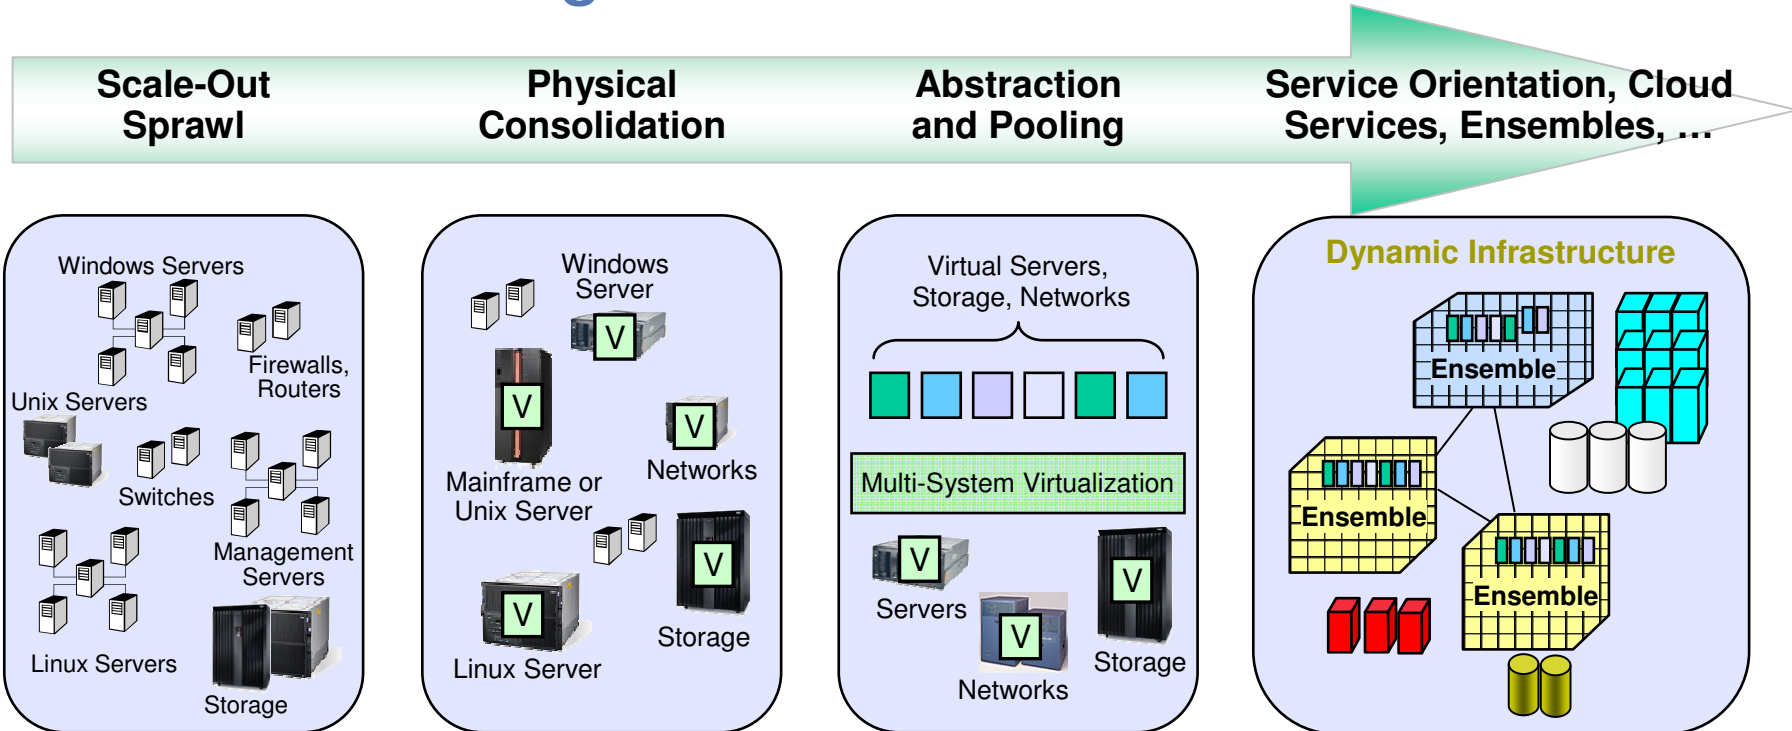 Scale-Out
Sprawl
Physical
Consolidation
Abstraction
and Pooling
Service Orientation, Cloud
Services, Ensembles, …
Windows Servers
Firewalls,
Routers
Unix Servers
Switches
Management
Servers
Linux Servers
Storage
Windows
Server
V
V
V
Networks
Mainframe or
Unix Server
V
V
Storage
Linux Server
Virtual Servers,
Storage, Networks
Multi-System Virtualization
V
V
V
Servers
Storage
Networks
Dynamic Infrastructure
Ensemble
Ensemble
Ensemble